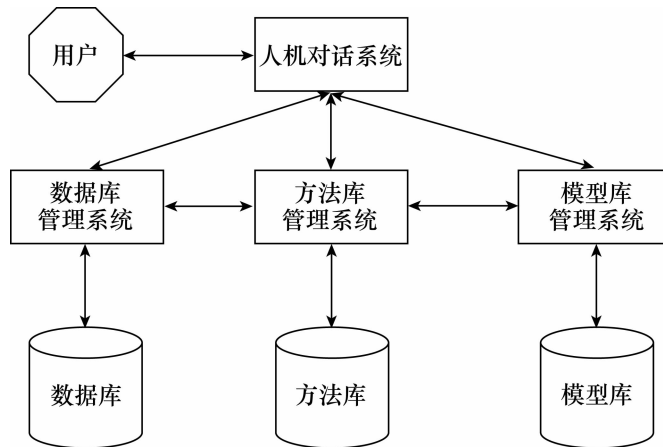 用户
人机对话系统
数据库
管理系统
方法库
管理系统
模型库
管理系统
数据库
方法库
模型库